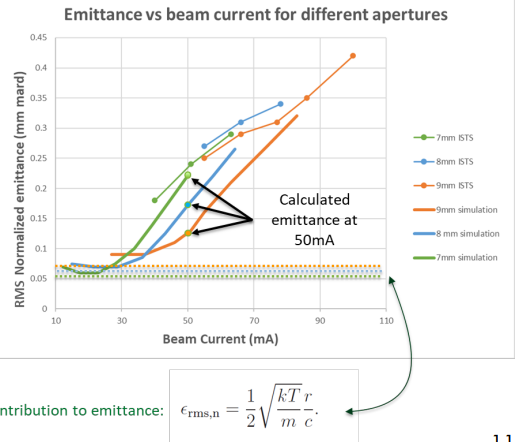 Emittance vs beam current for different apertures
RMS Normalized emittance (mm mard)
0.45
0.4
0.35
0.3
0.25
0.2
0.15
0.1
0.05
0
10 30 50 70 90 110
Beam Current (mA)
Calculated
emittance at
50mA
7mm ISTS
8mm ISTS
9mm ISTS
9mm simulation
8 mm simulation
7mm simulation
ntribution to emittance:
ϵrms,n = 1/2 √(kT/m) r/c.